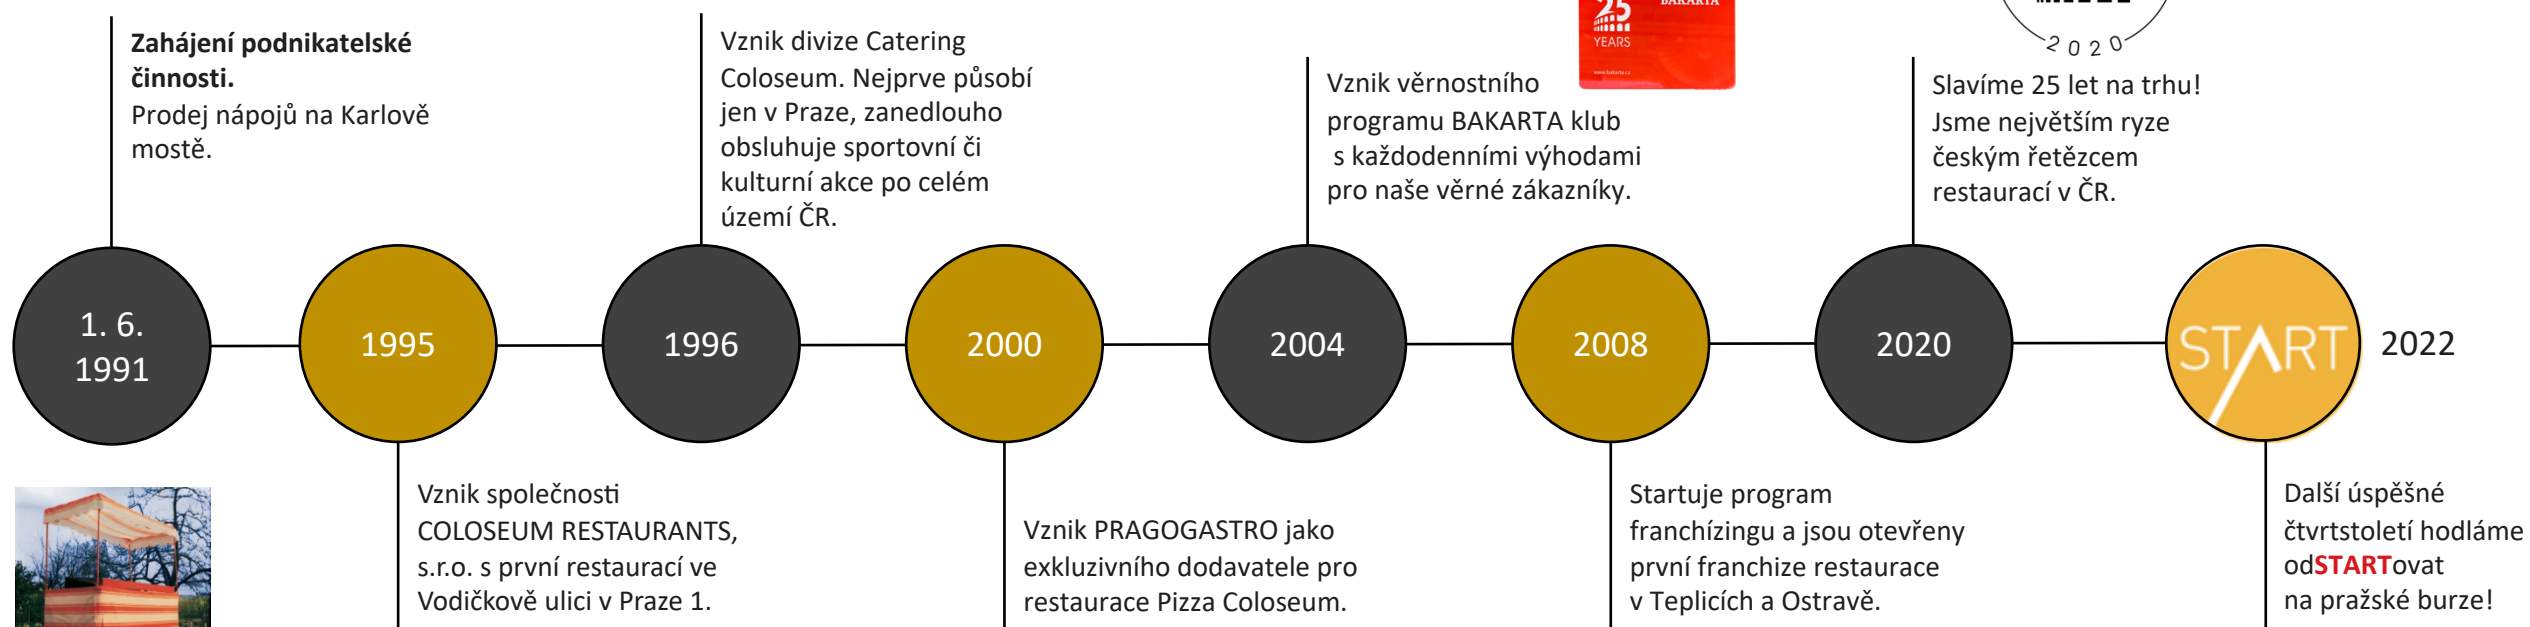 25
YEARS
www.bakarta.cz
BAKARTA
2020
Zahájení podnikatelské
činnosti.
Prodej nápojů na Karlově
mostě.
Vznik divize Catering
Coloseum. Nejprve působí
jen v Praze, zanedlouho
obsluhuje sportovní či
kulturní akce po celém
území ČR.
Vznik věrnostního
programu BAKARTA klub
s každodenními výhodami
pro naše věrné zákazníky.
Slavíme 25 let na trhu!
Jsme největším ryze
českým řetězcem
restaurací v ČR.
1. 6.
1991
1995
1996
2000
2004
2008
2020
START
2022
Vznik společnosti
COLOSEUM RESTAURANTS,
s.r.o. s první restaurací ve
Vodičkově ulici v Praze 1.
Vznik PRAGOGASTRO jako
exkluzivního dodavatele pro
restaurace Pizza Coloseum.
Startuje program
franchízingu a jsou otevřeny
první franchize restaurace
v Teplicích a Ostravě.
Další úspěšné
čtvrtstoletí hodláme
odSTARTovat
na pražské burze!